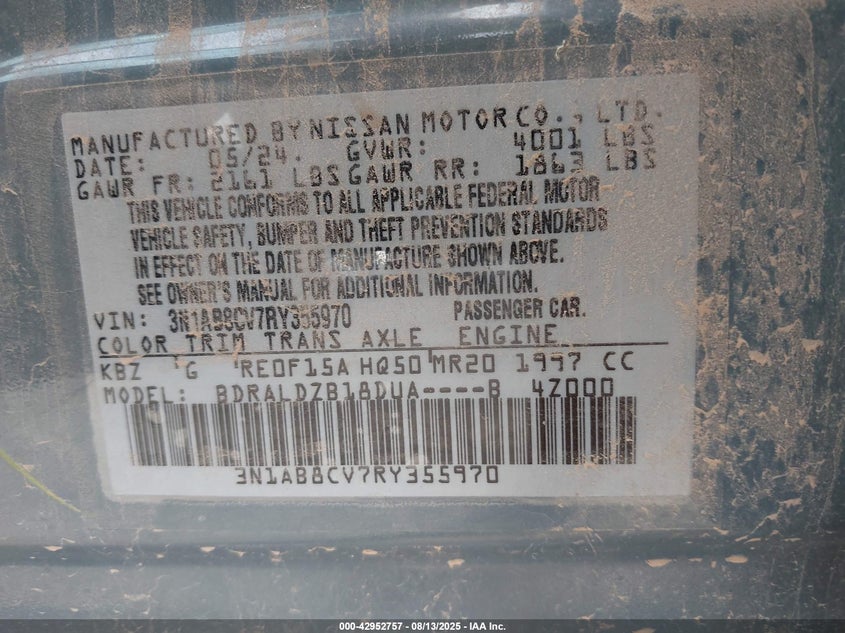 MANUFACTURED BY NISSAN MOTOR CO., LTD.
DATE: 05/24. GVWR: 4001 LBS
GAWR FR: 2161 LBS GAWR RR: 1863 LBS
THIS VEHICLE CONFORMS TO ALL APPLICABLE FEDERAL MOTOR
VEHICLE SAFETY, BUMPER AND THEFT PREVENTION STANDARDS
IN EFFECT ON THE DATE OF MANUFACTURE SHOWN ABOVE.
SEE OWNER'S MANUAL FOR ADDITIONAL INFORMATION.
VIN: 3N1AB8CV7RY355970 PASSENGER CAR.
COLOR TRIM TRANS AXLE ENGINE
KBZ G RE0F15A HQ50 MR20 1997 CC
MODEL: BDRALDZB18DUA----B 4Z000
3N1AB8CV7RY355970
000-42952757 - 08/13/2025 - IAA Inc.